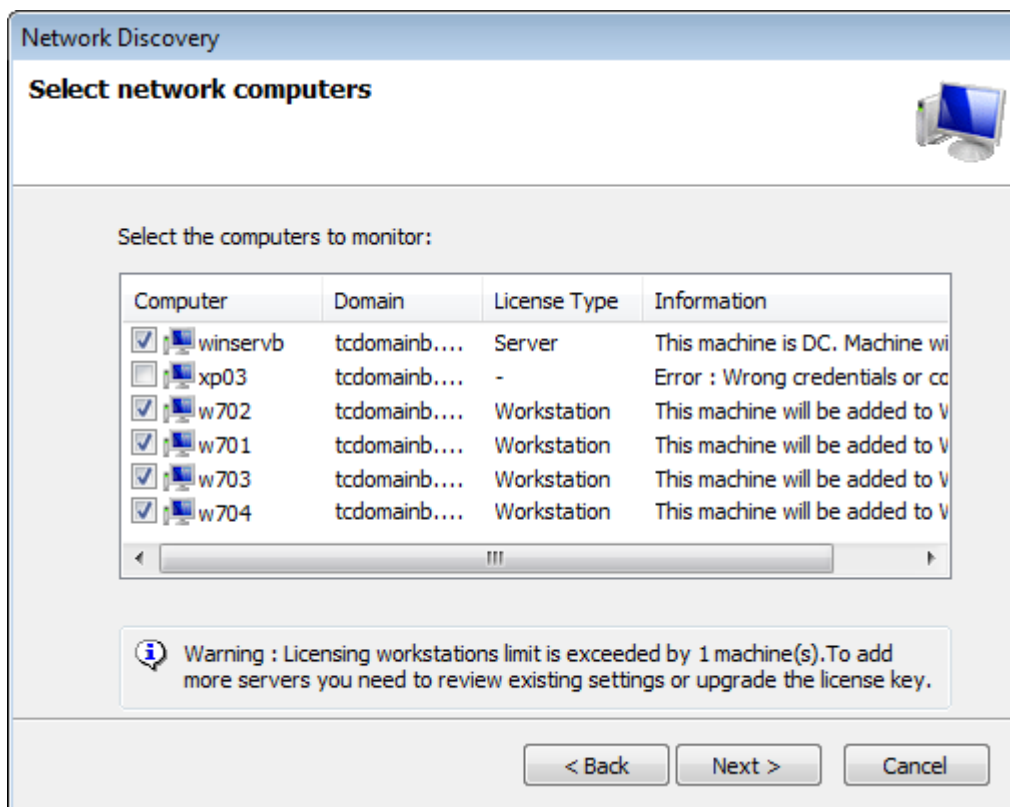 Network Discovery
Select network computers
Select the computers to monitor:
Computer Domain License Type Information
winservb tcdomainb.... Server This machine is DC. Machine wi
xp03 tcdomainb.... - Error : Wrong credentials or co
w702 tcdomainb.... Workstation This machine will be added to W
w701 tcdomainb.... Workstation This machine will be added to W
w703 tcdomainb.... Workstation This machine will be added to W
w704 tcdomainb.... Workstation This machine will be added to W
Warning : Licensing workstations limit is exceeded by 1 machine(s).To add
more servers you need to review existing settings or upgrade the license key.
< Back Next > Cancel